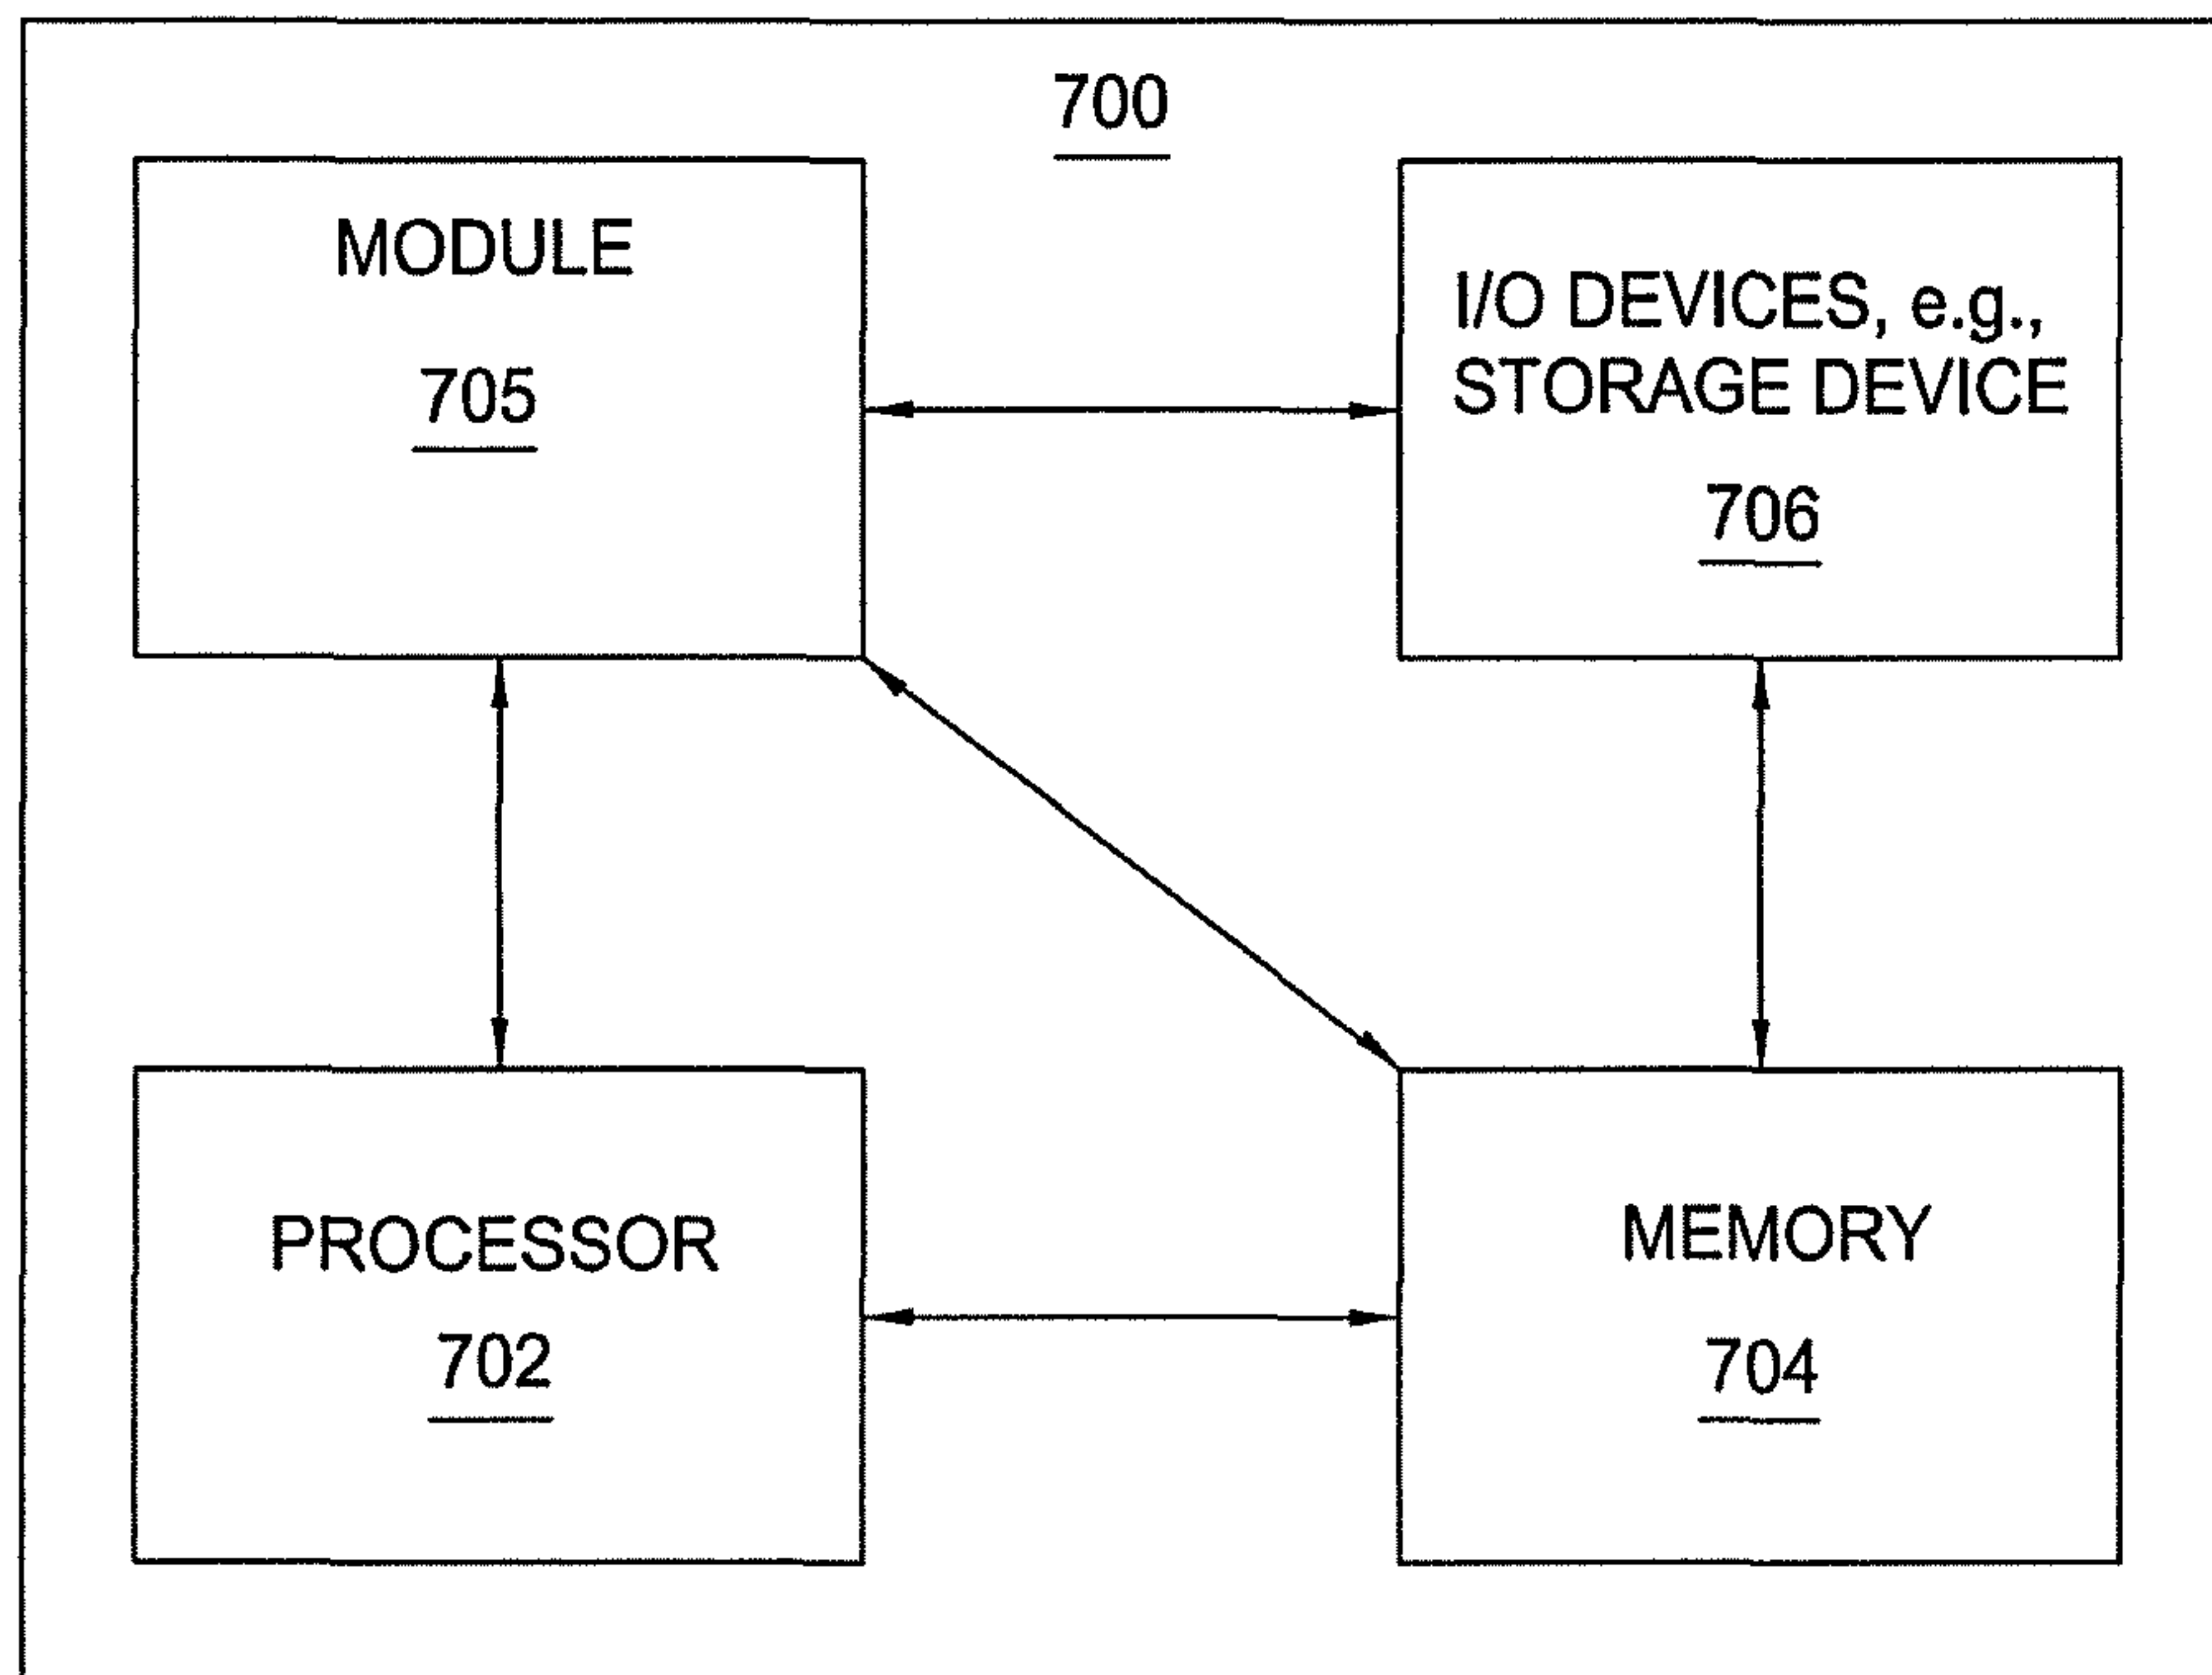 700
MODULE
705
I/O DEVICES, e.g.,
STORAGE DEVICE
706
PROCESSOR
702
MEMORY
704